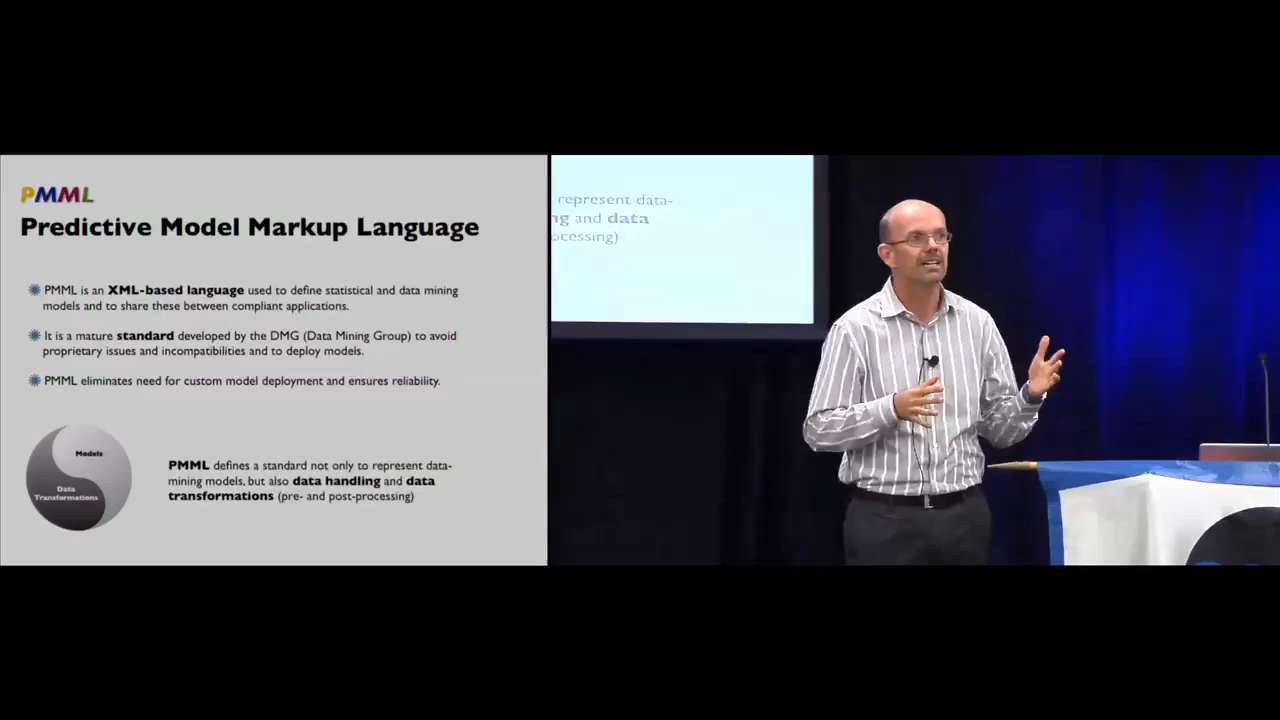 PMML
Predictive Model Markup Language
PMML is an XML-based language used to define statistical and data mining
models and to share these between compliant applications.
It is a mature standard developed by the DMG (Data Mining Group) to avoid
proprietary issues and incompatibilities and to deploy models.
PMML eliminates need for custom model deployment and ensures reliability.
Models
Data
Transformations
PMML defines a standard not only to represent data-
mining models, but also data handling and data
transformations (pre- and post-processing)
represent data-
ng and data
ocessing)